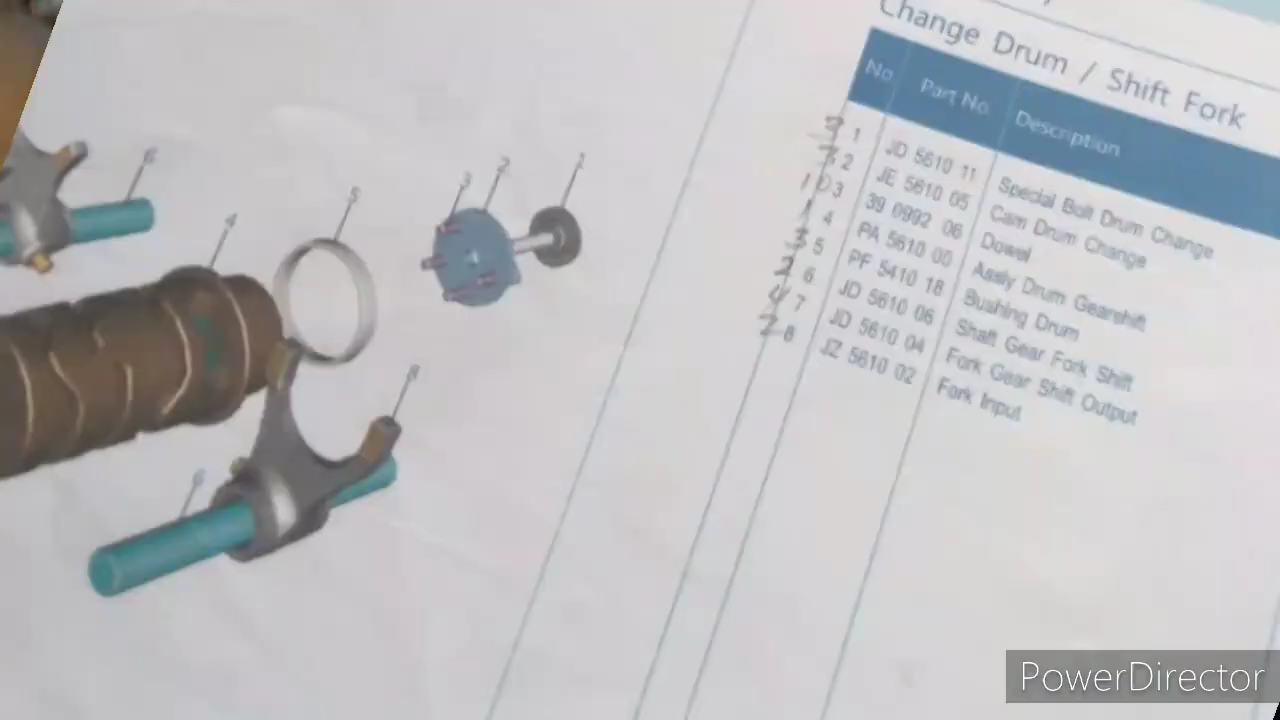 Change Drum / Shift Fork
No. Part No. Description
1 JD 5610 11 Special Bolt Drum Change
2 JE 5610 05 Cam Drum Change
3 39 0992 06 Dowel
4 PA 5610 00 Assly Drum Gearshift
5 PF 5410 18 Bushing Drum
6 JD 5610 06 Shaft Gear Fork Shift
7 JD 5610 04 Fork Gear Shift Output
8 JZ 5610 02 Fork Input
6
5
4
3
2
1
8
PowerDirector